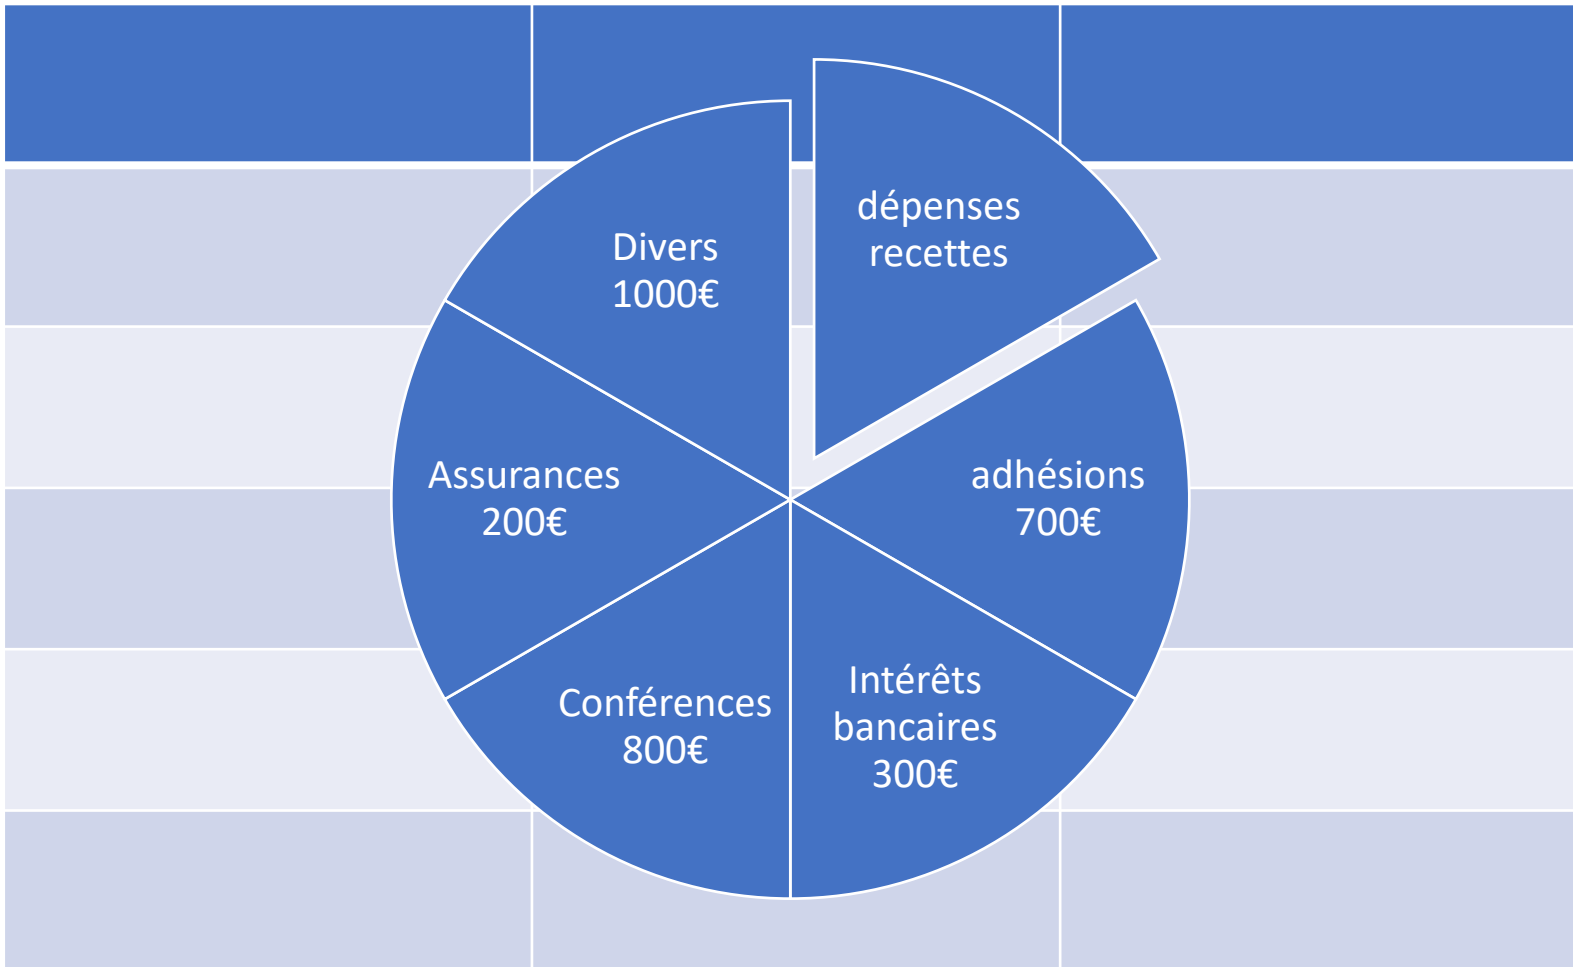 dépenses
recettes
adhésions
700€
Intérêts
bancaires
300€
Conférences
800€
Assurances
200€
Divers
1000€